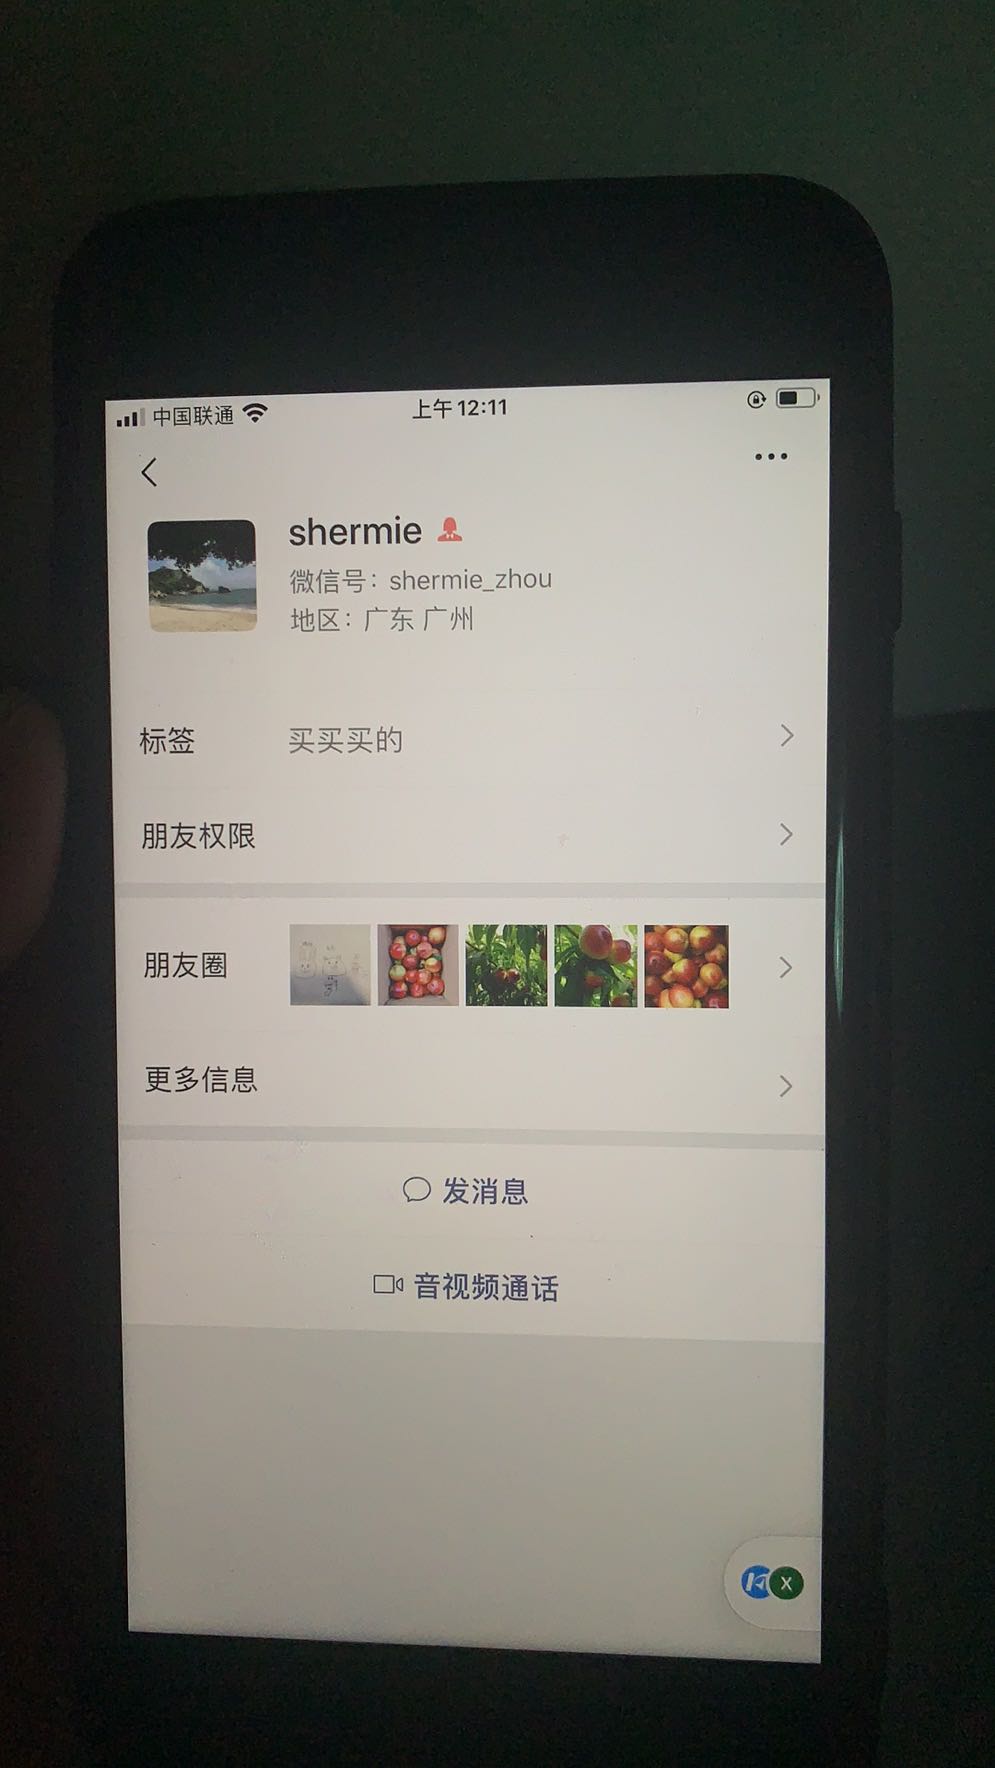 中国联通 上午12:11
shermie
微信号：shermie_zhou
地区：广东 广州
标签 买买买的
朋友权限
朋友圈
更多信息
发消息
音视频通话
X